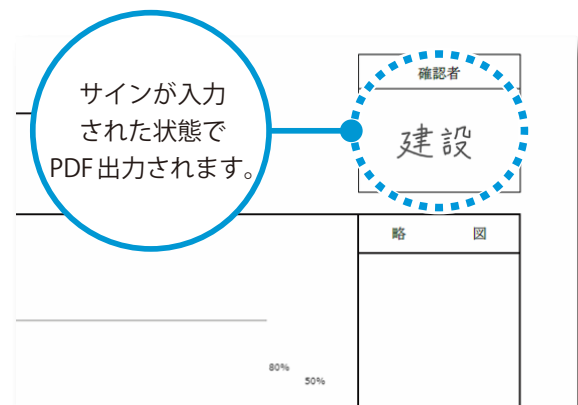 確認者
サインが入力
された状態で
PDF出力されます。
建設
略 図
80%
50%